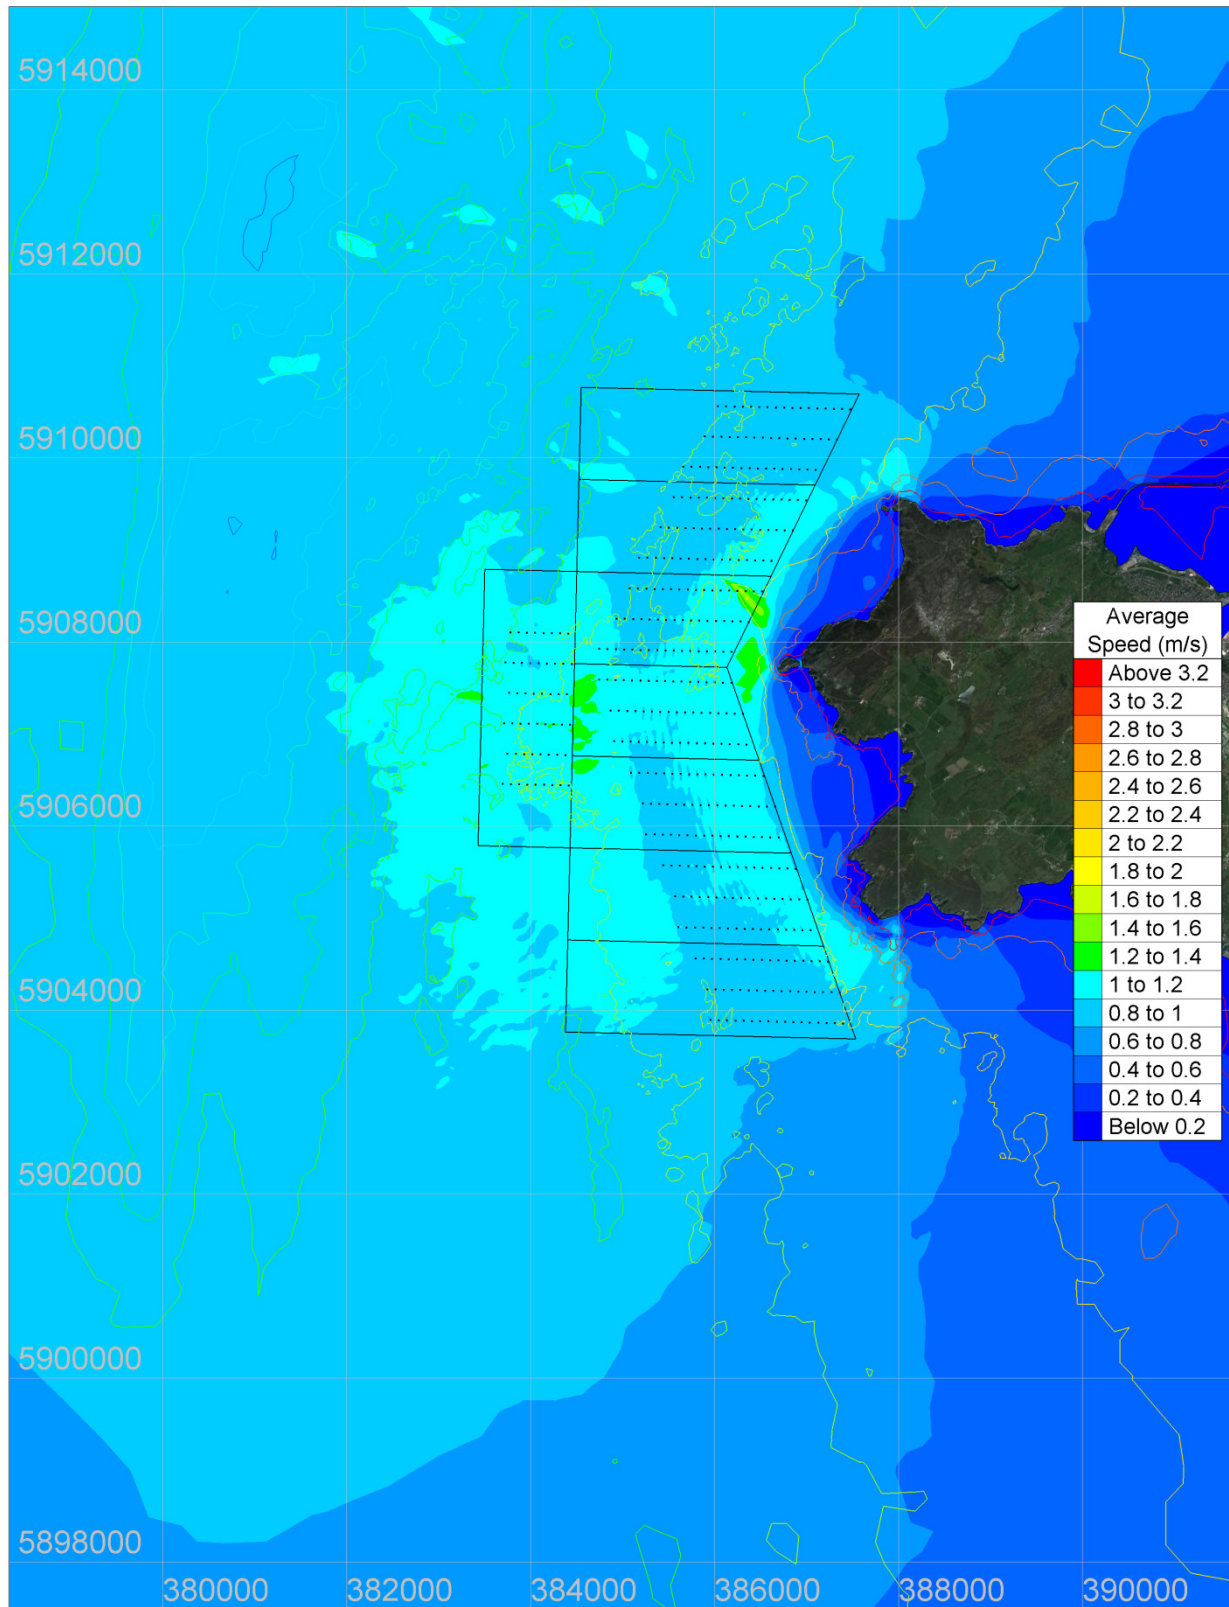 5914000
5912000
5910000
5908000
5906000
5904000
5902000
5900000
5898000
380000
382000
384000
386000
388000
390000
Average
Speed (m/s)
Above 3.2
3 to 3.2
2.8 to 3
2.6 to 2.8
2.4 to 2.6
2.2 to 2.4
2 to 2.2
1.8 to 2
1.6 to 1.8
1.4 to 1.6
1.2 to 1.4
1 to 1.2
0.8 to 1
0.6 to 0.8
0.4 to 0.6
0.2 to 0.4
Below 0.2